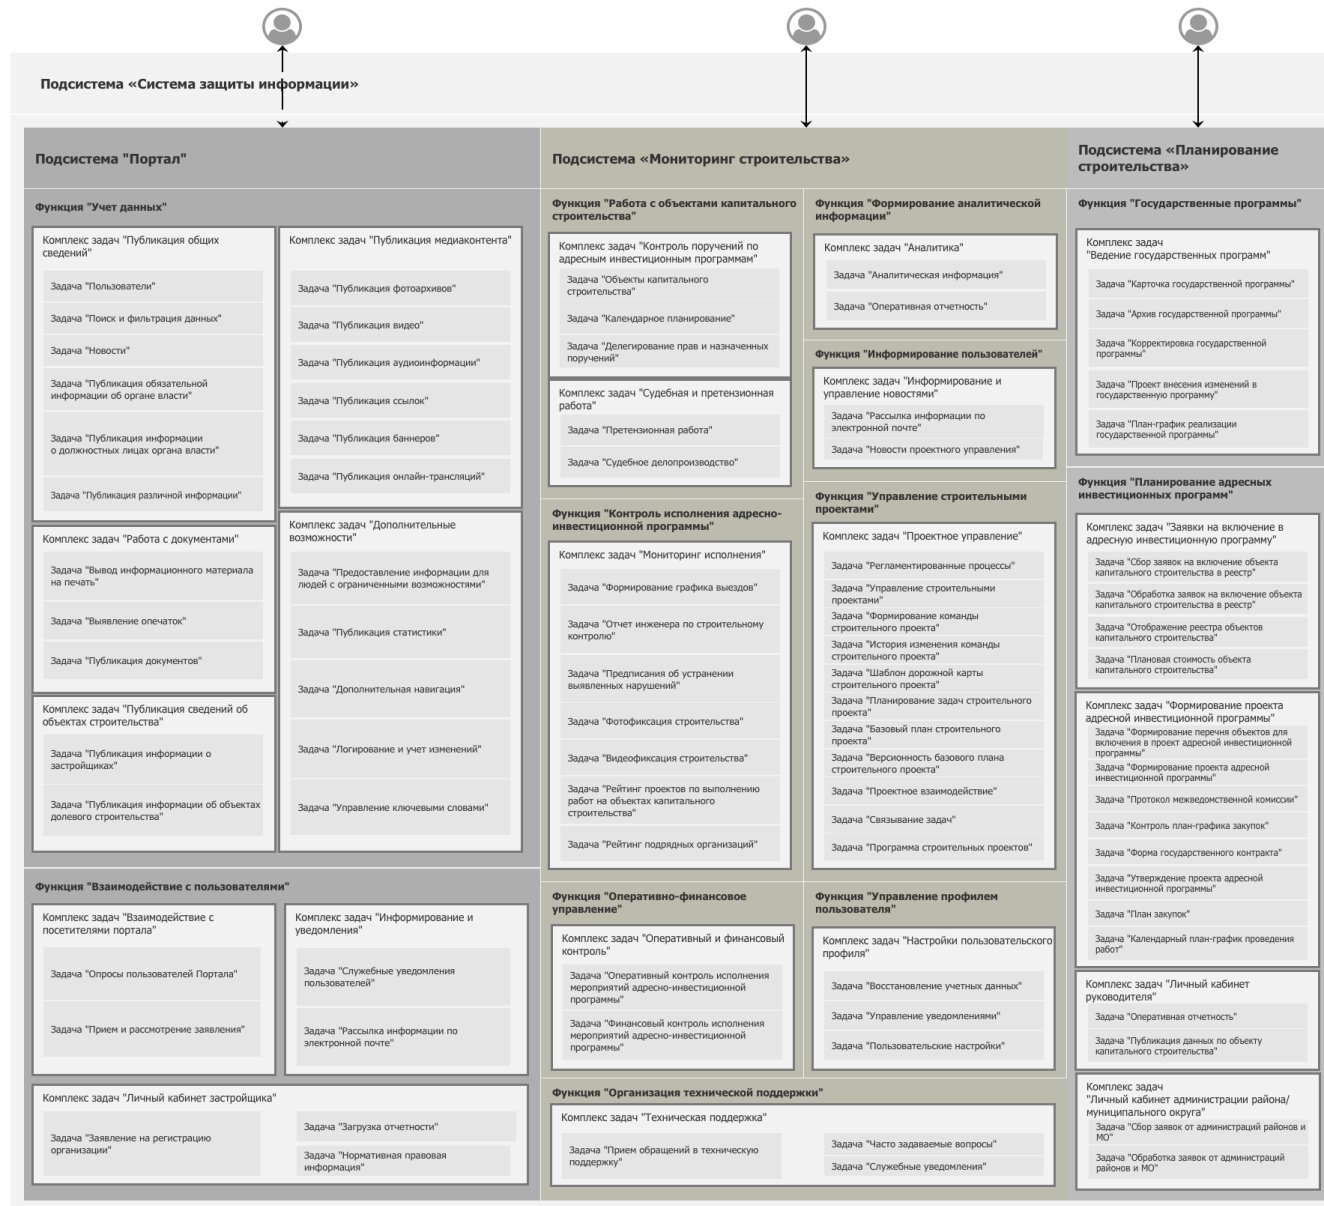 Подсистема «Система защиты информации»
Подсистема "Портал"
Функция "Учет данных"
Комплекс задач "Публикация общих
сведений"
Задача "Пользователи"
Задача "Поиск и фильтрация данных"
Задача "Новости"
Задача "Публикация обязательной
информации об органе власти"
Задача "Публикация информации
о должностных лицах органа власти"
Задача "Публикация различной информации"
Комплекс задач "Работа с документами"
Задача "Вывод информационного материала
на печать"
Задача "Выявление опечаток"
Задача "Публикация документов"
Комплекс задач "Публикация сведений об
объектах строительства"
Задача "Публикация информации о
застройщиках"
Задача "Публикация информации об объектах
долевого строительства"
Комплекс задач "Публикация медиаконтента"
Задача "Публикация фотоархивов"
Задача "Публикация видео"
Задача "Публикация аудиоинформации"
Задача "Публикация ссылок"
Задача "Публикация баннеров"
Задача "Публикация онлайн-трансляций"
Комплекс задач "Дополнительные
возможности"
Задача "Предоставление информации для
людей с ограниченными возможностями"
Задача "Публикация статистики"
Задача "Дополнительная навигация"
Задача "Логирование и учет изменений"
Задача "Управление ключевыми словами"
Функция "Взаимодействие с пользователями"
Комплекс задач "Взаимодействие с
посетителями портала"
Задача "Опросы пользователей Портала"
Задача "Прием и рассмотрение заявления"
Комплекс задач "Информирование и
уведомления"
Задача "Служебные уведомления
пользователей"
Задача "Рассылка информации по
электронной почте"
Комплекс задач "Личный кабинет застройщика"
Задача "Заявление на регистрацию
организации"
Задача "Загрузка отчетности"
Задача "Нормативная правовая
информация"
Подсистема «Мониторинг строительства»
Функция "Работа с объектами капитального
строительства"
Комплекс задач "Контроль поручений по
адресным инвестиционным программам"
Задача "Объекты капитального
строительства"
Задача "Календарное планирование"
Задача "Делегирование прав и назначенных
поручений"
Комплекс задач "Судебная и претензионная
работа"
Задача "Претензионная работа"
Задача "Судебное делопроизводство"
Функция "Контроль исполнения адресно-
инвестиционной программы"
Комплекс задач "Мониторинг исполнения"
Задача "Формирование графика выездов"
Задача "Отчет инженера по строительному
контролю"
Задача "Предписания об устранении
выявленных нарушений"
Задача "Фотофиксация строительства"
Задача "Видеофиксация строительства"
Задача "Рейтинг проектов по выполнению
работ на объектах капитального
строительства"
Задача "Рейтинг подрядных организаций"
Функция "Оперативно-финансовое
управление"
Комплекс задач "Оперативный и финансовый
контроль"
Задача "Оперативный контроль исполнения
мероприятий адресно-инвестиционной
программы"
Задача "Финансовый контроль исполнения
мероприятий адресно-инвестиционной
программы"
Функция "Формирование аналитической
информации"
Комплекс задач "Аналитика"
Задача "Аналитическая информация"
Задача "Оперативная отчетность"
Функция "Информирование пользователей"
Комплекс задач "Информирование и
управление новостями"
Задача "Рассылка информации по
электронной почте"
Задача "Новости проектного управления"
Функция "Управление строительными
проектами"
Комплекс задач "Проектное управление"
Задача "Регламентированные процессы"
Задача "Управление строительными
проектами"
Задача "Формирование команды
строительного проекта"
Задача "История изменения команды
строительного проекта"
Задача "Шаблон дорожной карты
строительного проекта"
Задача "Планирование задач строительного
проекта"
Задача "Базовый план строительного
проекта"
Задача "Версионность базового плана
строительного проекта"
Задача "Проектное взаимодействие"
Задача "Связывание задач"
Задача "Программа строительных проектов"
Функция "Управление профилем
пользователя"
Комплекс задач "Настройки пользовательского
профиля"
Задача "Восстановление учетных данных"
Задача "Управление уведомлениями"
Задача "Пользовательские настройки"
Функция "Организация технической поддержки"
Комплекс задач "Техническая поддержка"
Задача "Прием обращений в техническую
поддержку"
Задача "Часто задаваемые вопросы"
Задача "Служебные уведомления"
Подсистема «Планирование
строительства»
Функция "Государственные программы"
Комплекс задач
"Ведение государственных программ"
Задача "Карточка государственной программы"
Задача "Архив государственной программы"
Задача "Корректировка государственной
программы"
Задача "Проект внесения изменений в
государственную программу"
Задача "План-график реализации
государственной программы"
Функция "Планирование адресных
инвестиционных программ"
Комплекс задач "Заявки на включение в
адресную инвестиционную программу"
Задача "Сбор заявок на включение объекта
капитального строительства в реестр"
Задача "Обработка заявок на включение объекта
капитального строительства в реестр"
Задача "Отображение реестра объектов
капитального строительства"
Задача "Плановая стоимость объекта
капитального строительства"
Комплекс задач "Формирование проекта
адресной инвестиционной программы"
Задача "Формирование перечня объектов для
включения в проект адресной инвестиционной
программы"
Задача "Формирование проекта адресной
инвестиционной программы"
Задача "Протокол межведомственной комиссии"
Задача "Контроль план-графика закупок"
Задача "Форма государственного контракта"
Задача "Утверждение проекта адресной
инвестиционной программы"
Задача "План закупок"
Задача "Календарный план-график проведения
работ"
Комплекс задач "Личный кабинет
руководителя"
Задача "Оперативная отчетность"
Задача "Публикация данных по объекту
капитального строительства"
Комплекс задач
"Личный кабинет администрации района/
муниципального округа"
Задача "Сбор заявок от администраций районов и
МО"
Задача "Обработка заявок от администраций
районов и МО"